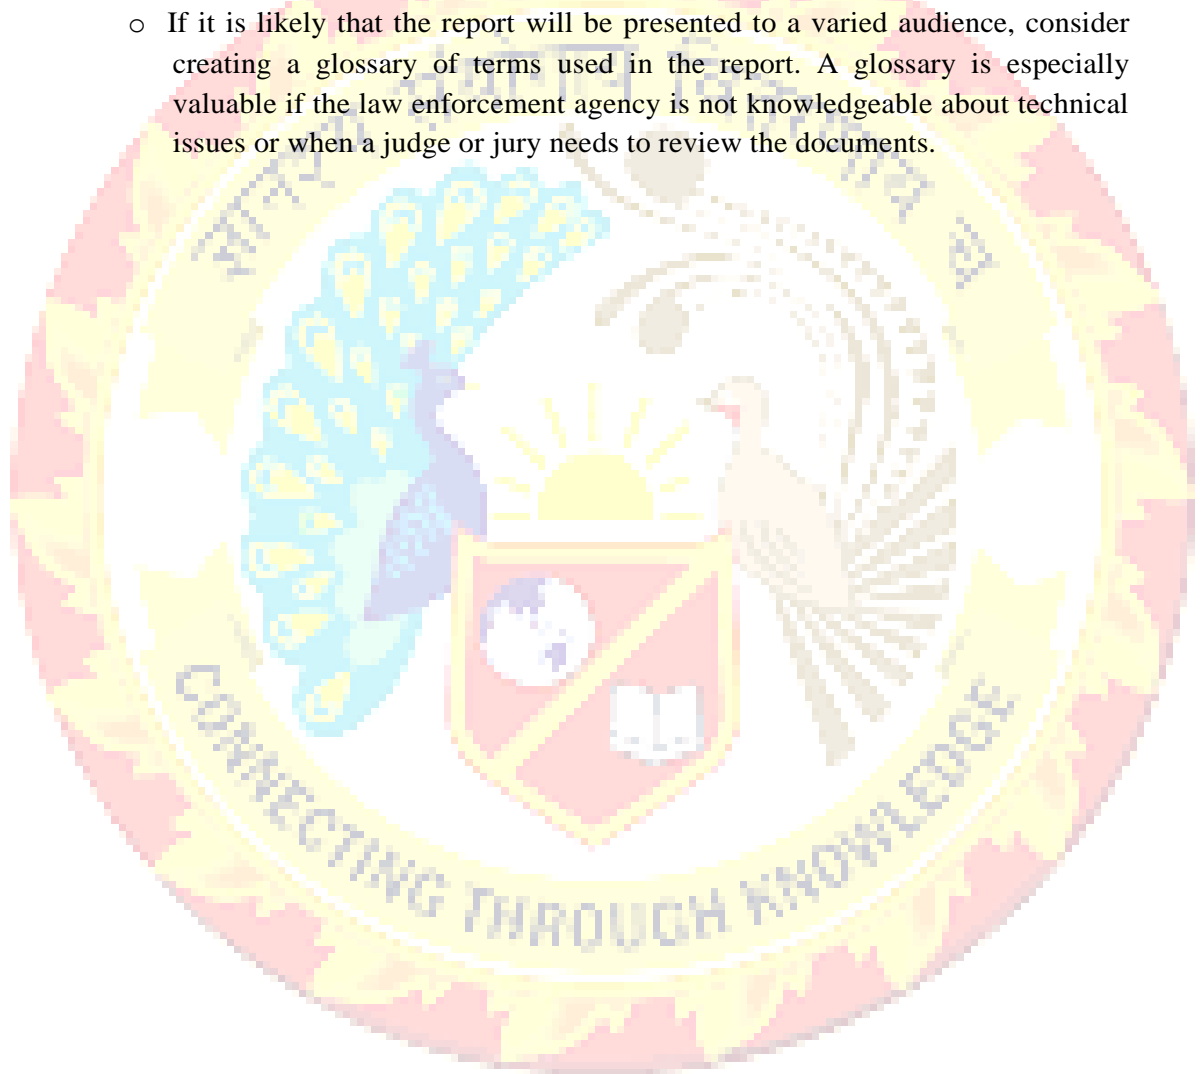 o If it is likely that the report will be presented to a varied audience, consider
creating a glossary of terms used in the report. A glossary is especially
valuable if the law enforcement agency is not knowledgeable about technical
issues or when a judge or jury needs to review the documents.
CONNECTING THROUGH KNOWLEDGE